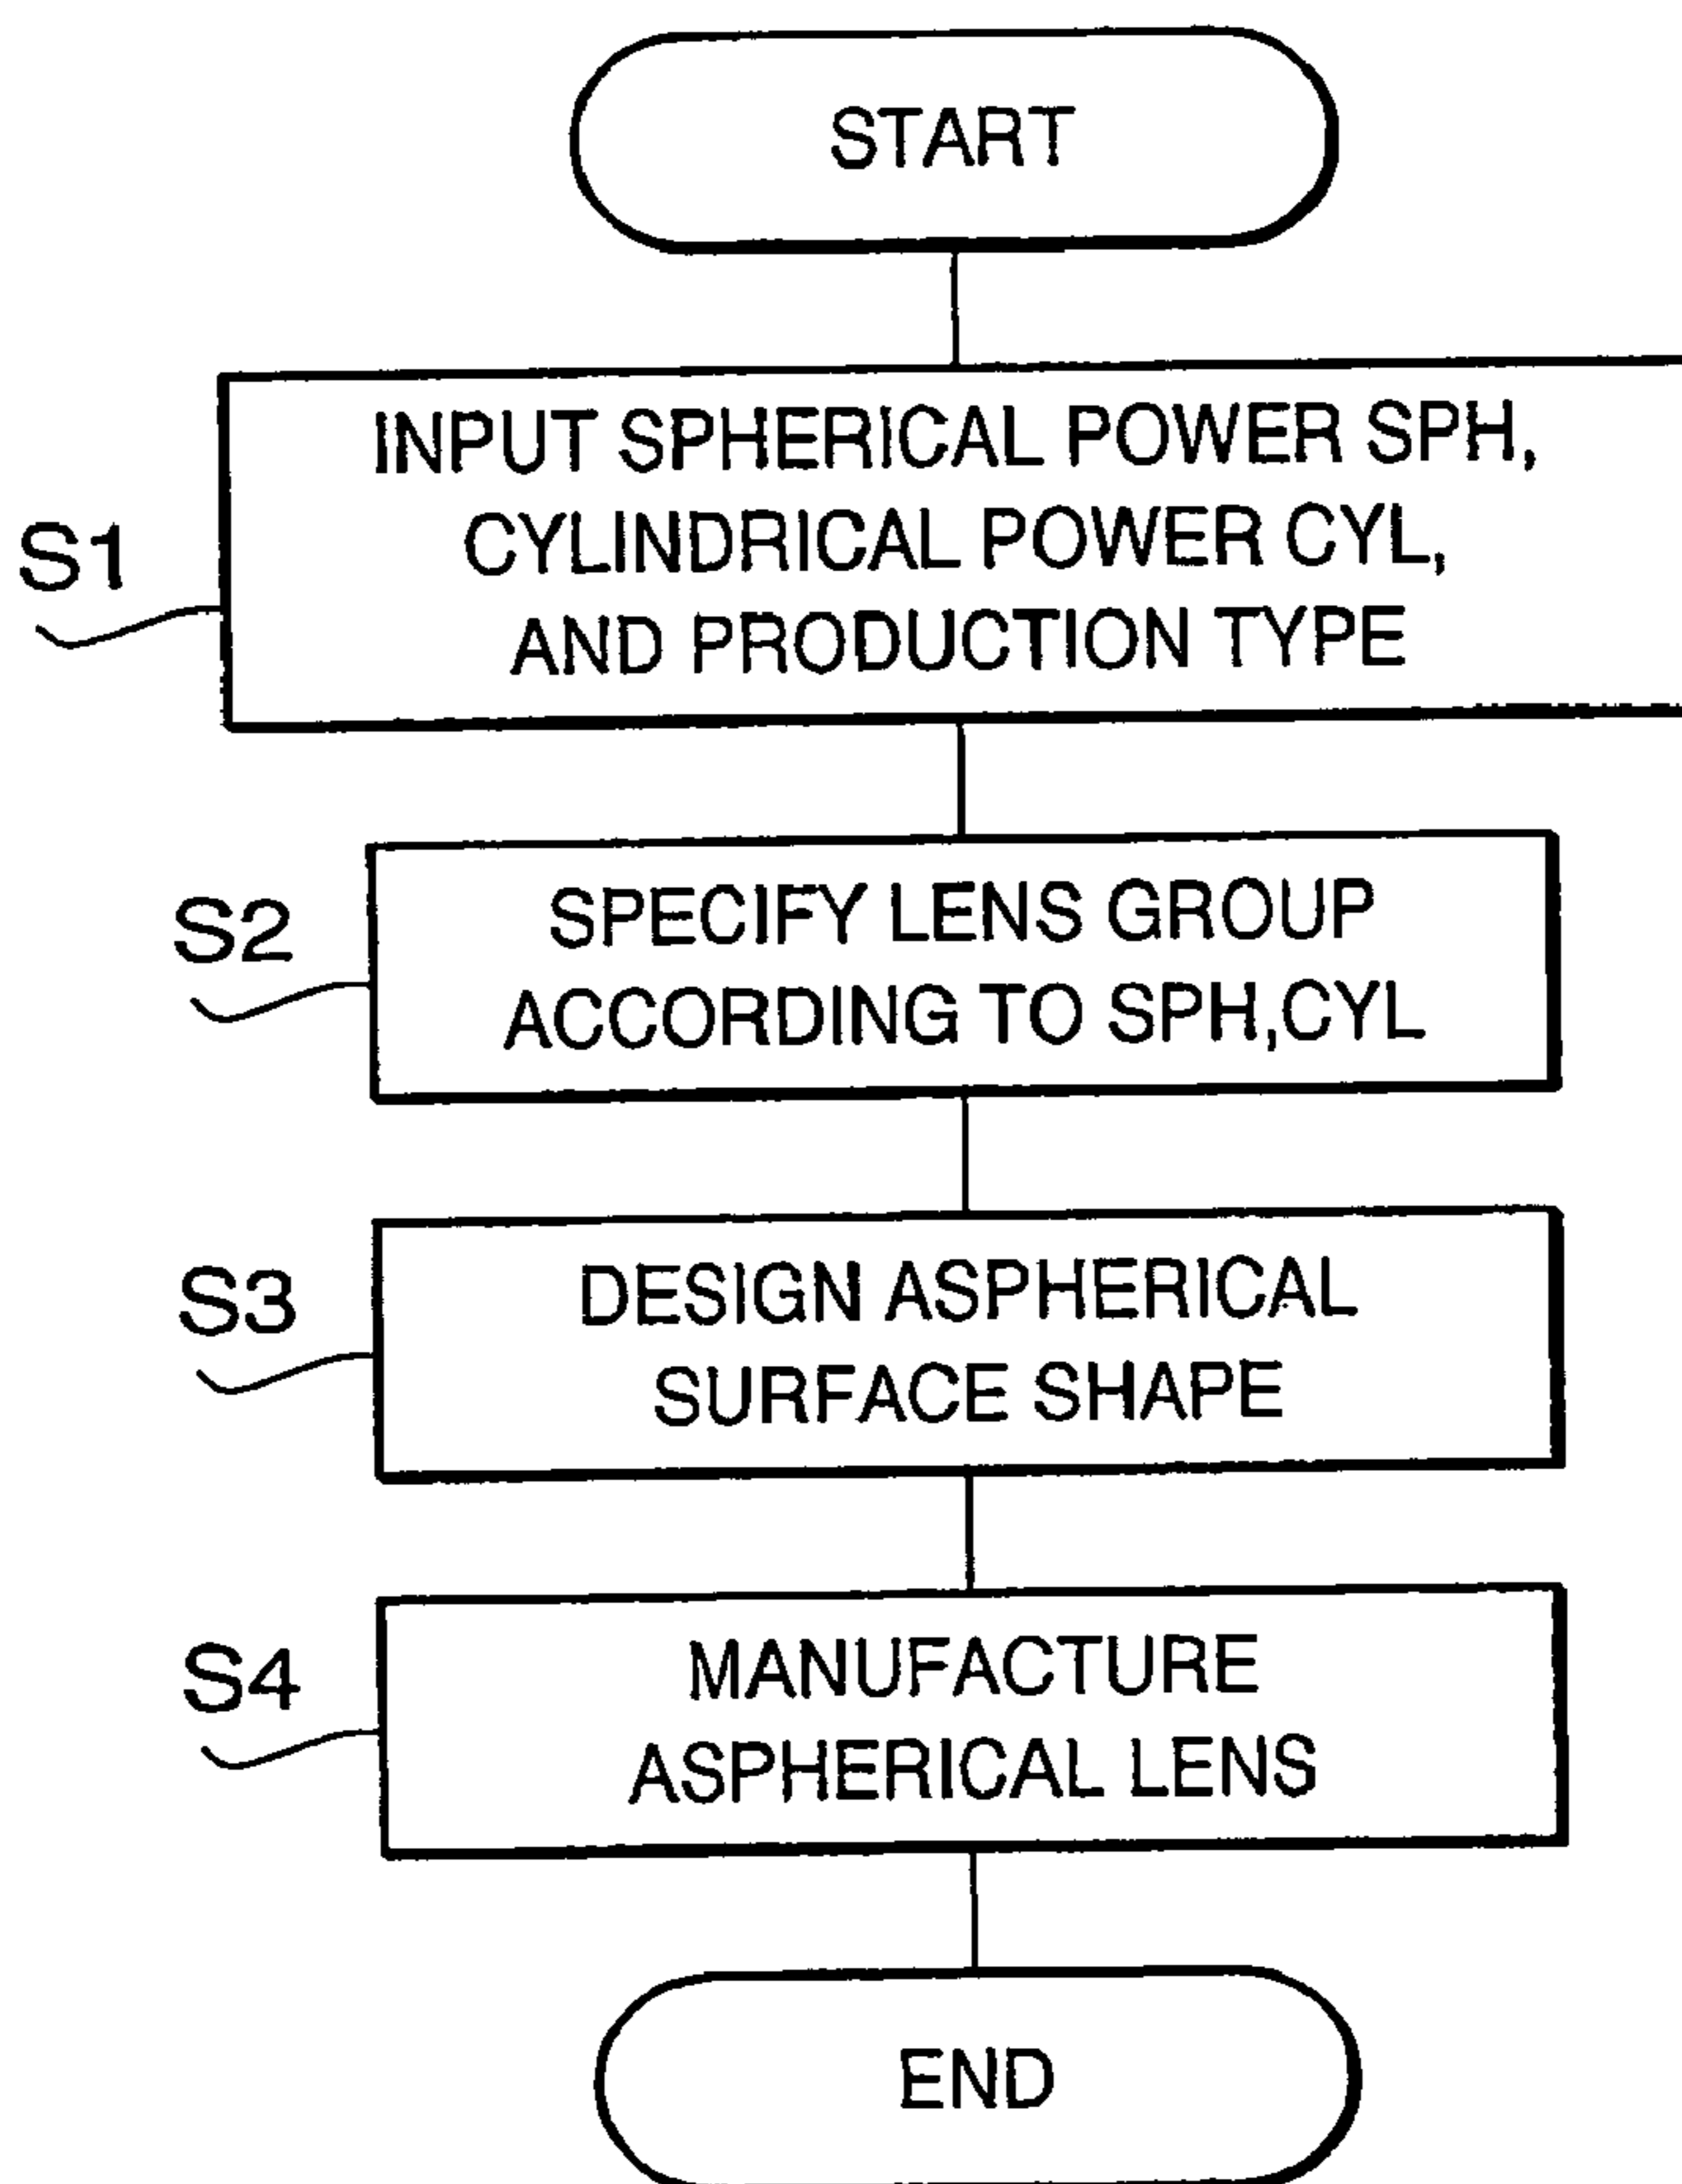 START
INPUT SPHERICAL POWER SPH,
CYLINDRICAL POWER CYL,
AND PRODUCTION TYPE
S1
SPECIFY LENS GROUP
ACCORDING TO SPH,CYL
S2
DESIGN ASPHERICAL
SURFACE SHAPE
S3
MANUFACTURE
ASPHERICAL LENS
S4
END